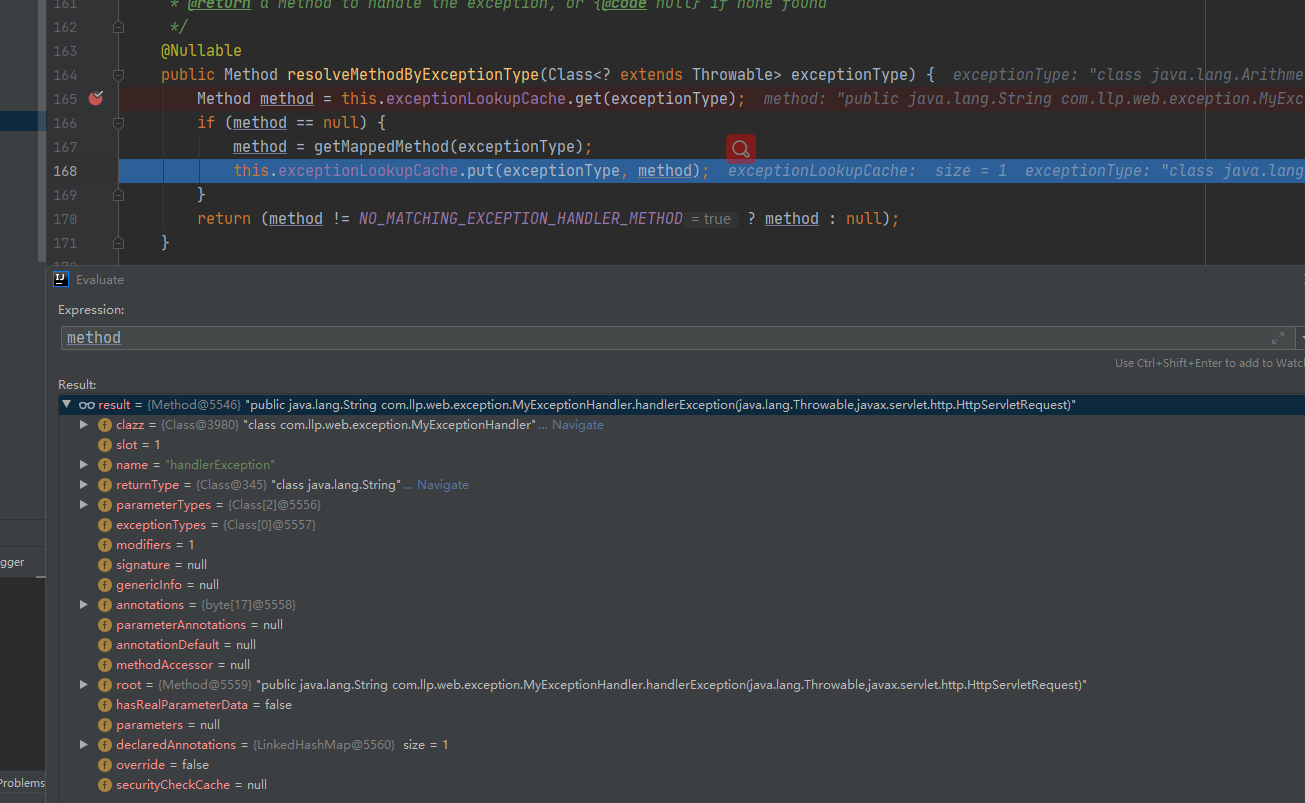 161 * @return a Method to handle the exception, or {@code null} if none found
162 */
163 @Nullable
164 public Method resolveMethodByExceptionType(Class<? extends Throwable> exceptionType) { exceptionType: "class java.lang.Arithme
165 Method method = this.exceptionLookupCache.get(exceptionType); method: "public java.lang.String com.llp.web.exception.MyExc
166 if (method == null) {
167 method = getMappedMethod(exceptionType);
168 this.exceptionLookupCache.put(exceptionType, method); exceptionLookupCache: size = 1 exceptionType: "class java.lang
169 }
170 return (method != NO_MATCHING_EXCEPTION_HANDLER_METHOD = true ? method : null);
171 }
Evaluate
Expression:
method
Use Ctrl+Shift+Enter to add to Watc
Result:
result = {Method@5546} "public java.lang.String com.llp.web.exception.MyExceptionHandler.handlerException(java.lang.Throwable,javax.servlet.http.HttpServletRequest)"
clazz = {Class@3980} "class com.llp.web.exception.MyExceptionHandler"... Navigate
slot = 1
name = "handlerException"
returnType = {Class@345} "class java.lang.String"... Navigate
parameterTypes = {Class[2]@5556}
exceptionTypes = {Class[0]@5557}
modifiers = 1
signature = null
gger
genericInfo = null
annotations = {byte[17]@5558}
parameterAnnotations = null
annotationDefault = null
methodAccessor = null
root = {Method@5559} "public java.lang.String com.llp.web.exception.MyExceptionHandler.handlerException(java.lang.Throwable,javax.servlet.http.HttpServletRequest)"
hasRealParameterData = false
parameters = null
declaredAnnotations = {LinkedHashMap@5560} size = 1
override = false
securityCheckCache = null
Problems